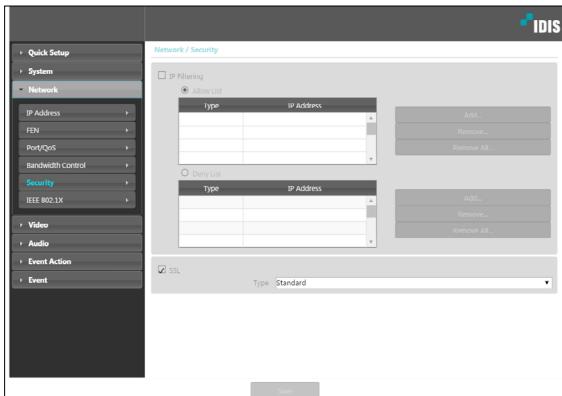 IDIS
Quick Setup
System
Network
IP Address
FEN
Port/QoS
Bandwidth Control
Security
IEEE 802.1X
Video
Audio
Event Action
Event
Network / Security
IP Filtering
Allow List
Type IP Address
Add...
Remove...
Remove All...
Deny List
Type IP Address
Add...
Remove...
Remove All...
SSL
Type Standard
Save